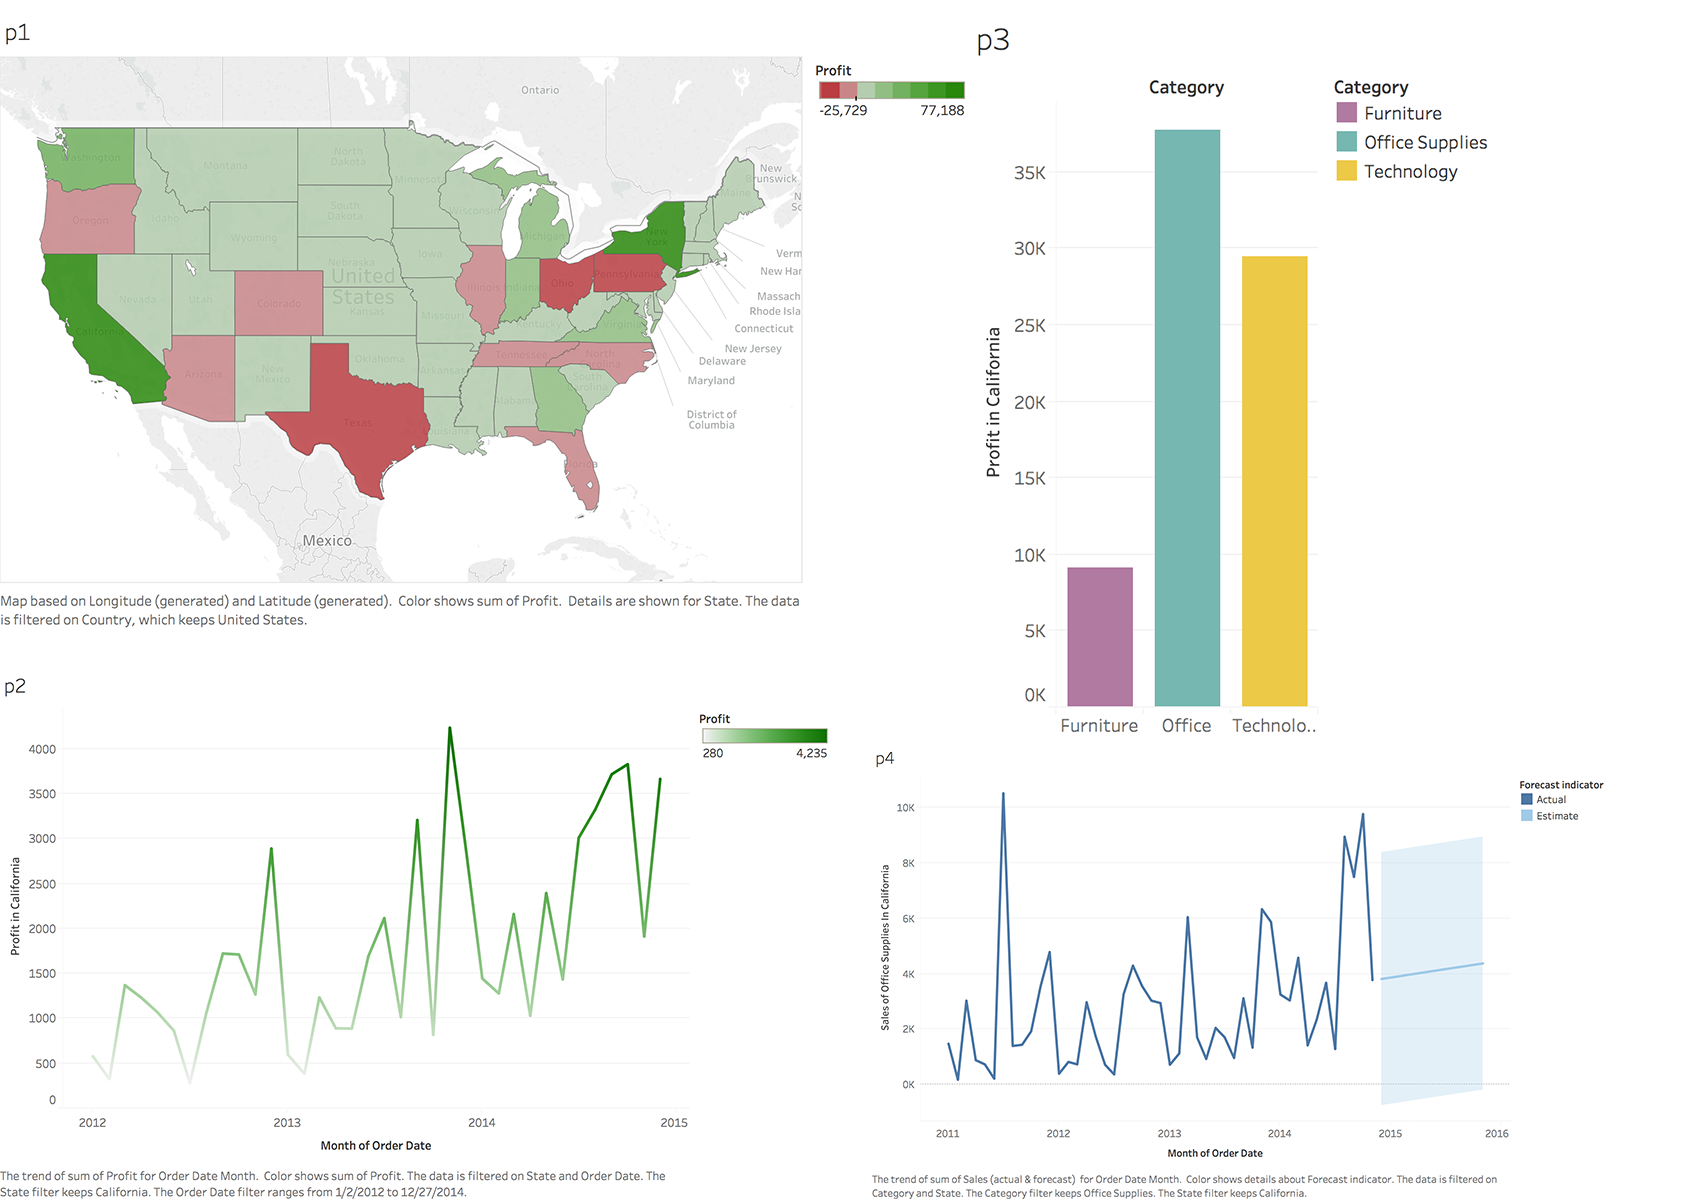 p1
Ontario
New
Brunswick
N
Sc
Maine
Washington
Montana
North
Dakota
Minnesota
Oregon
Idaho
South
Dakota
Wisconsin
Michigan
New
York
Wyoming
Nebraska
Iowa
Verm
New Har
Massach
Rhode Isla
Connecticut
New Jersey
Delaware
Maryland
District of
Columbia
Pennsylvania
Ohio
Illinois
Indiana
United
States
Nevada
Utah
Colorado
Kansas
Missouri
Kentucky
Virginia
California
Arizona
New
Mexico
Oklahoma
Arkansas
Tennessee
North
Carolina
South
Carolina
Alabama
Texas
Louisiana
Florida
Mexico
Profit
-25,729 77,188
Map based on Longitude (generated) and Latitude (generated).  Color shows sum of Profit.  Details are shown for State. The data
is filtered on Country, which keeps United States.
p3
Category
Category
Furniture
Office Supplies
Technology
Profit in California
35K
30K
25K
20K
15K
10K
5K
0K
Furniture Office Technolo..
p2
Profit
280 4,235
Profit in California
4000
3500
3000
2500
2000
1500
1000
500
0
2012 2013 2014 2015
Month of Order Date
The trend of sum of Profit for Order Date Month.  Color shows sum of Profit. The data is filtered on State and Order Date. The
State filter keeps California. The Order Date filter ranges from 1/2/2012 to 12/27/2014.
p4
Forecast indicator
Actual
Estimate
Sales of Office Supplies In California
10K
8K
6K
4K
2K
0K
2011 2012 2013 2014 2015 2016
Month of Order Date
The trend of sum of Sales (actual & forecast)  for Order Date Month.  Color shows details about Forecast indicator. The data is filtered on
Category and State. The Category filter keeps Office Supplies. The State filter keeps California.